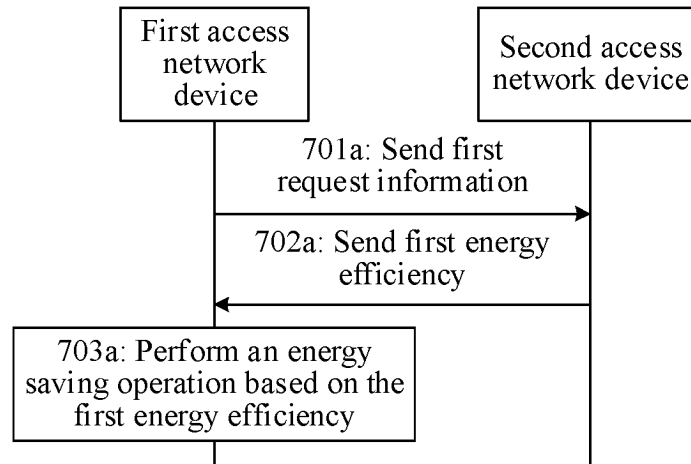 First access
network
device
Second access
network device
701a: Send first
request information
702a: Send first energy
efficiency
703a: Perform an energy
saving operation based on the
first energy efficiency